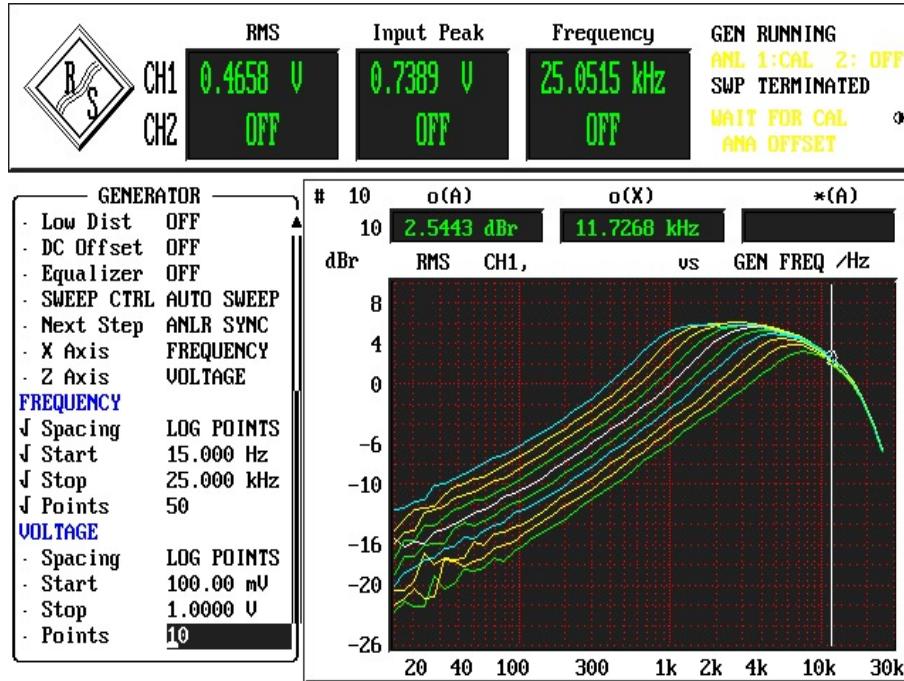 RMS Input Peak Frequency
R S
CH1 0.4658 V 0.7389 V 25.0515 kHz
CH2 OFF OFF OFF
GEN RUNNING
ANL 1:CAL 2: OFF
SWP TERMINATED
WAIT FOR CAL
ANA OFFSET
GENERATOR
Low Dist OFF
DC Offset OFF
Equalizer OFF
SWEEP CTRL AUTO SWEEP
Next Step ANLR SYNC
X Axis FREQUENCY
Z Axis VOLTAGE
FREQUENCY
√ Spacing LOG POINTS
√ Start 15.000 Hz
√ Stop 25.000 kHz
√ Points 50
VOLTAGE
Spacing LOG POINTS
Start 100.00 mV
Stop 1.0000 V
Points 10
# 10 o(A) o(X) *(A)
10 2.5443 dBr 11.7268 kHz
dBr RMS CH1, vs GEN FREQ /Hz
8
4
0
-6
-10
-16
-20
-26
20 40 100 300 1k 2k 4k 10k 30k